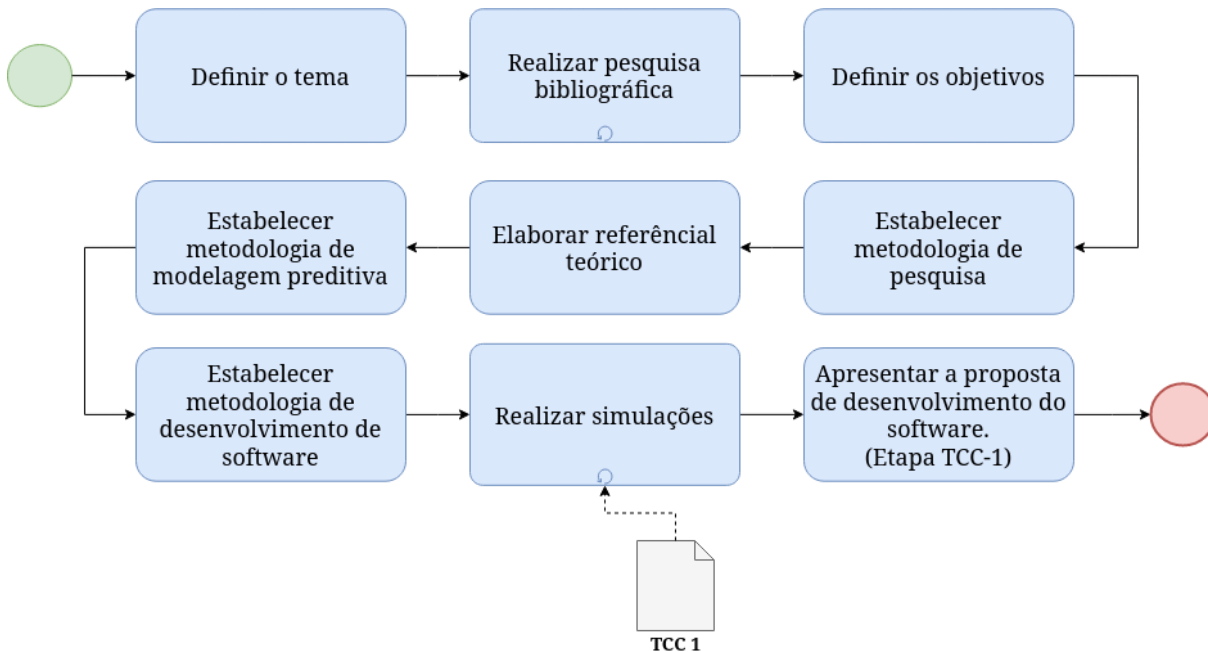 Definir o tema
Realizar pesquisa
bibliográfica
Definir os objetivos
Estabelecer
metodologia de
pesquisa
Elaborar referêncial
teórico
Estabelecer
metodologia de
modelagem preditiva
Estabelecer
metodologia de
desenvolvimento de
software
Realizar simulações
Apresentar a proposta
de desenvolvimento do
software.
(Etapa TCC-1)
TCC 1